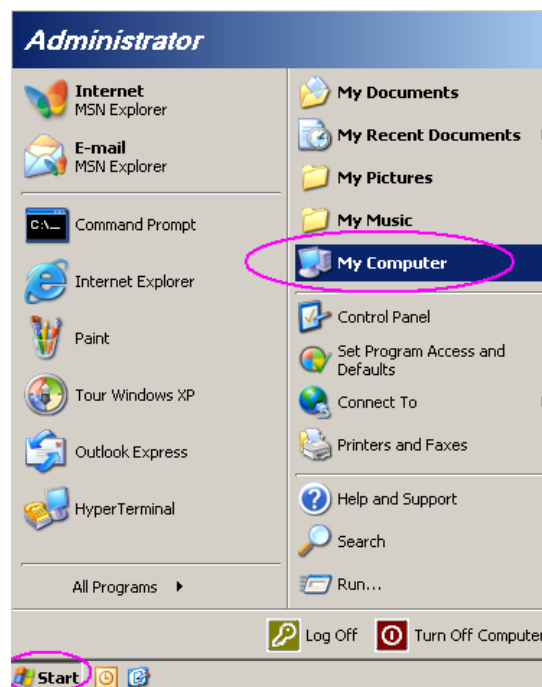 Administrator
Internet
MSN Explorer
E-mail
MSN Explorer
C:\_
Command Prompt
Internet Explorer
Paint
Tour Windows XP
Outlook Express
HyperTerminal
All Programs
My Documents
My Recent Documents
My Pictures
My Music
My Computer
Control Panel
Set Program Access and
Defaults
Connect To
Printers and Faxes
Help and Support
Search
Run...
Log Off
Turn Off Computer
Start